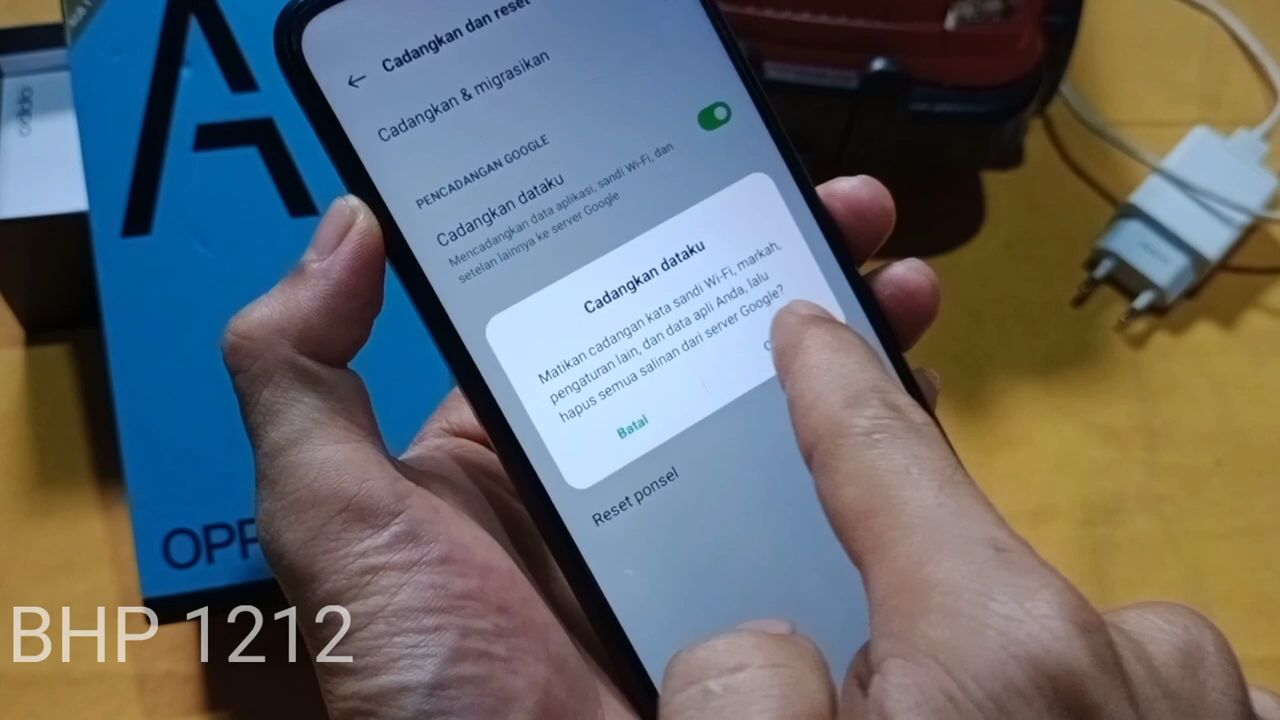 Cadangkan dan reset
Cadangkan & migrasikan
PENCADANGAN GOOGLE
Cadangkan dataku
Mencadangkan data aplikasi, sandi Wi-Fi, dan
setelan lainnya ke server Google
Cadangkan dataku
Matikan cadangan kata sandi Wi-Fi, markah,
pengaturan lain, dan data apli Anda, lalu
hapus semua salinan dari server Google?
Batal
Reset ponsel
oppo
A
OPP
BHP 1212